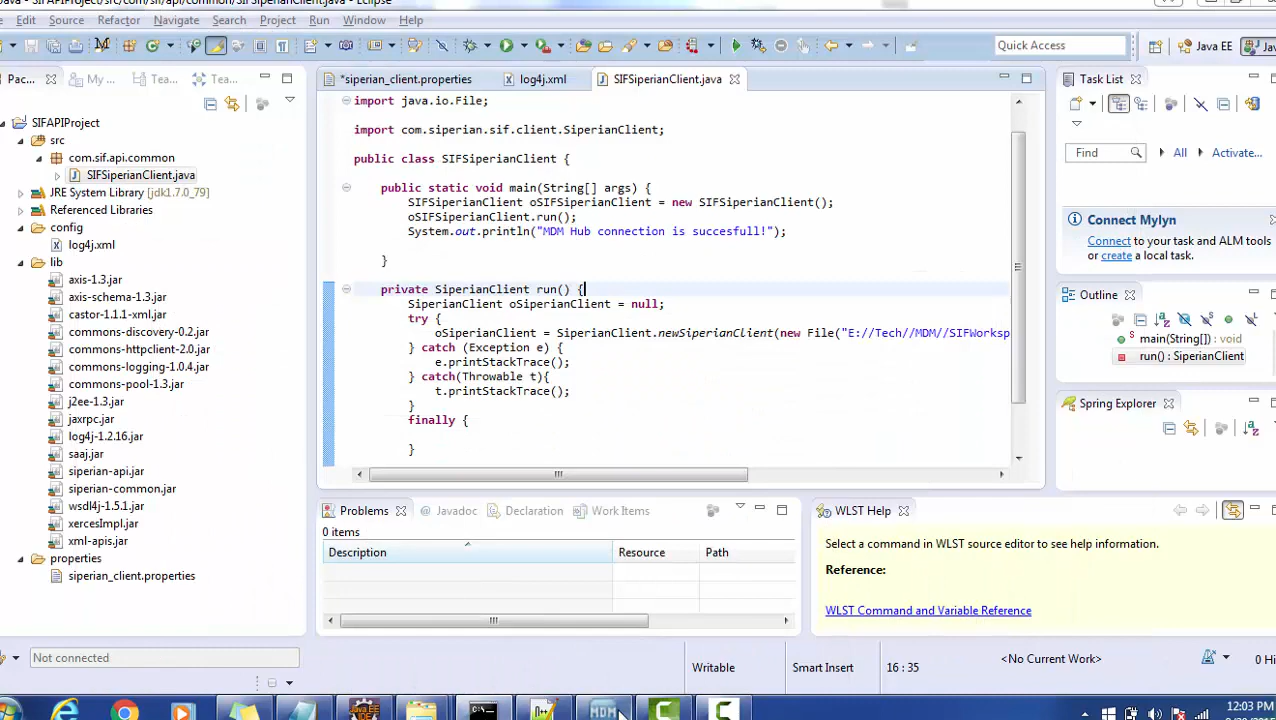 SIFAPIProject/src/com/sif/api/common/SIFSiperianClient.java - Eclipse
Edit Source Refactor Navigate Search Project Run Window Help
Quick Access
Java EE
Pac...
My ...
Tea...
Tea...
*siperian_client.properties
log4j.xml
SIFSiperianClient.java
Task List
SIFAPIProject
src
com.sif.api.common
SIFSiperianClient.java
JRE System Library [jdk1.7.0_79]
Referenced Libraries
config
log4j.xml
lib
axis-1.3.jar
axis-schema-1.3.jar
castor-1.1.1-xml.jar
commons-discovery-0.2.jar
commons-httpclient-2.0.jar
commons-logging-1.0.4.jar
commons-pool-1.3.jar
j2ee-1.3.jar
jaxrpc.jar
log4j-1.2.16.jar
saaj.jar
siperian-api.jar
siperian-common.jar
wsdl4j-1.5.1.jar
xercesImpl.jar
xml-apis.jar
properties
siperian_client.properties
import java.io.File;
import com.siperian.sif.client.SiperianClient;
public class SIFSiperianClient {
public static void main(String[] args) {
SIFSiperianClient oSIFSiperianClient = new SIFSiperianClient();
oSIFSiperianClient.run();
System.out.println("MDM Hub connection is succesfull!");
}
private SiperianClient run() {
SiperianClient oSiperianClient = null;
try {
oSiperianClient = SiperianClient.newSiperianClient(new File("E://Tech//MDM//SIFWorksp
} catch (Exception e) {
e.printStackTrace();
} catch(Throwable t){
t.printStackTrace();
}
finally {
}
Find
All
Activate...
Connect Mylyn
Connect to your task and ALM tools
or create a local task.
Outline
main(String[]) : void
run() : SiperianClient
Spring Explorer
Problems
Javadoc
Declaration
Work Items
0 items
Description Resource Path
WLST Help
Select a command in WLST source editor to see help information.
Reference:
WLST Command and Variable Reference
Not connected
Writable
Smart Insert
16 : 35
<No Current Work>
0 Hi
MDM
12:03 PM